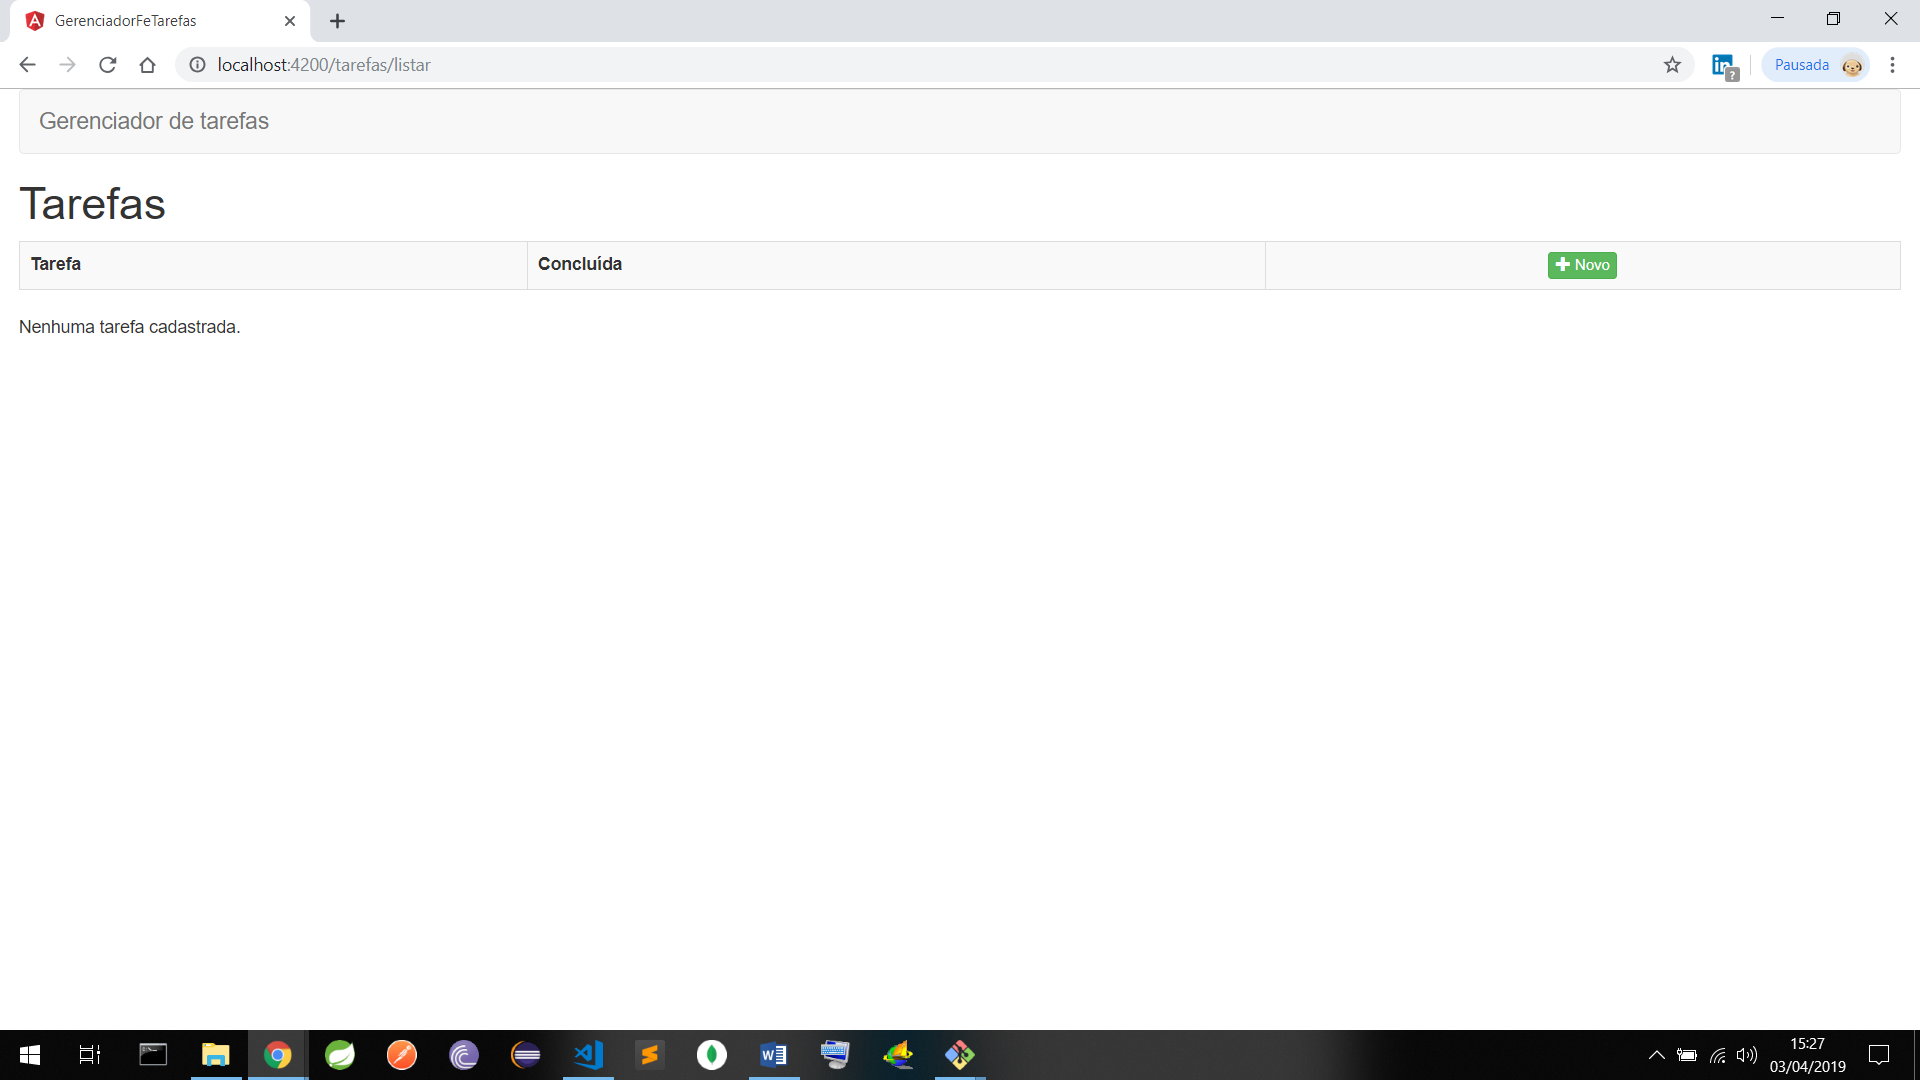 GerenciadorFeTarefas
localhost:4200/tarefas/listar
Pausada
Gerenciador de tarefas
Tarefas
Tarefa Concluída Novo
Nenhuma tarefa cadastrada.
15:27
03/04/2019